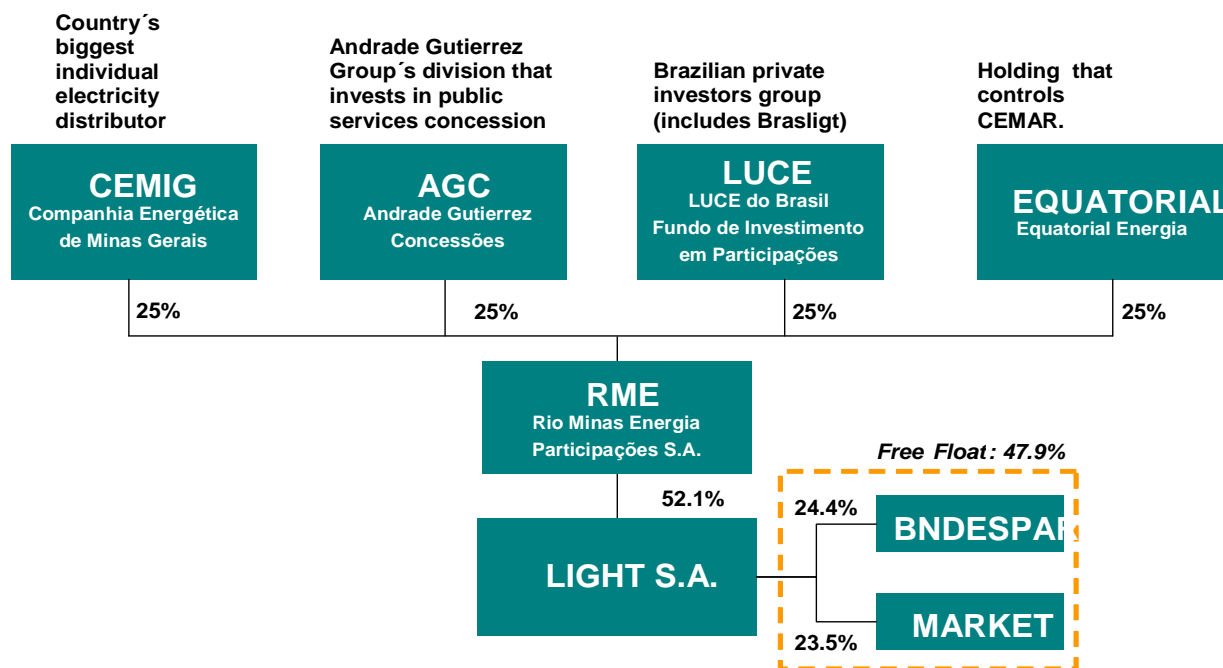 Country´s
biggest
individual
electricity
distributor
Andrade Gutierrez
Group´s division that
invests in public
services concession
Brazilian private
investors group
(includes Brasligt)
Holding that
controls
CEMAR.
CEMIG
Companhia Energética
de Minas Gerais
AGC
Andrade Gutierrez
Concessões
LUCE
LUCE do Brasil
Fundo de Investimento
em Participações
EQUATORIAL
Equatorial Energia
25%
25%
25%
25%
RME
Rio Minas Energia
Participações S.A.
Free Float: 47.9%
52.1%
24.4%
BNDESPAR
LIGHT S.A.
MARKET
23.5%